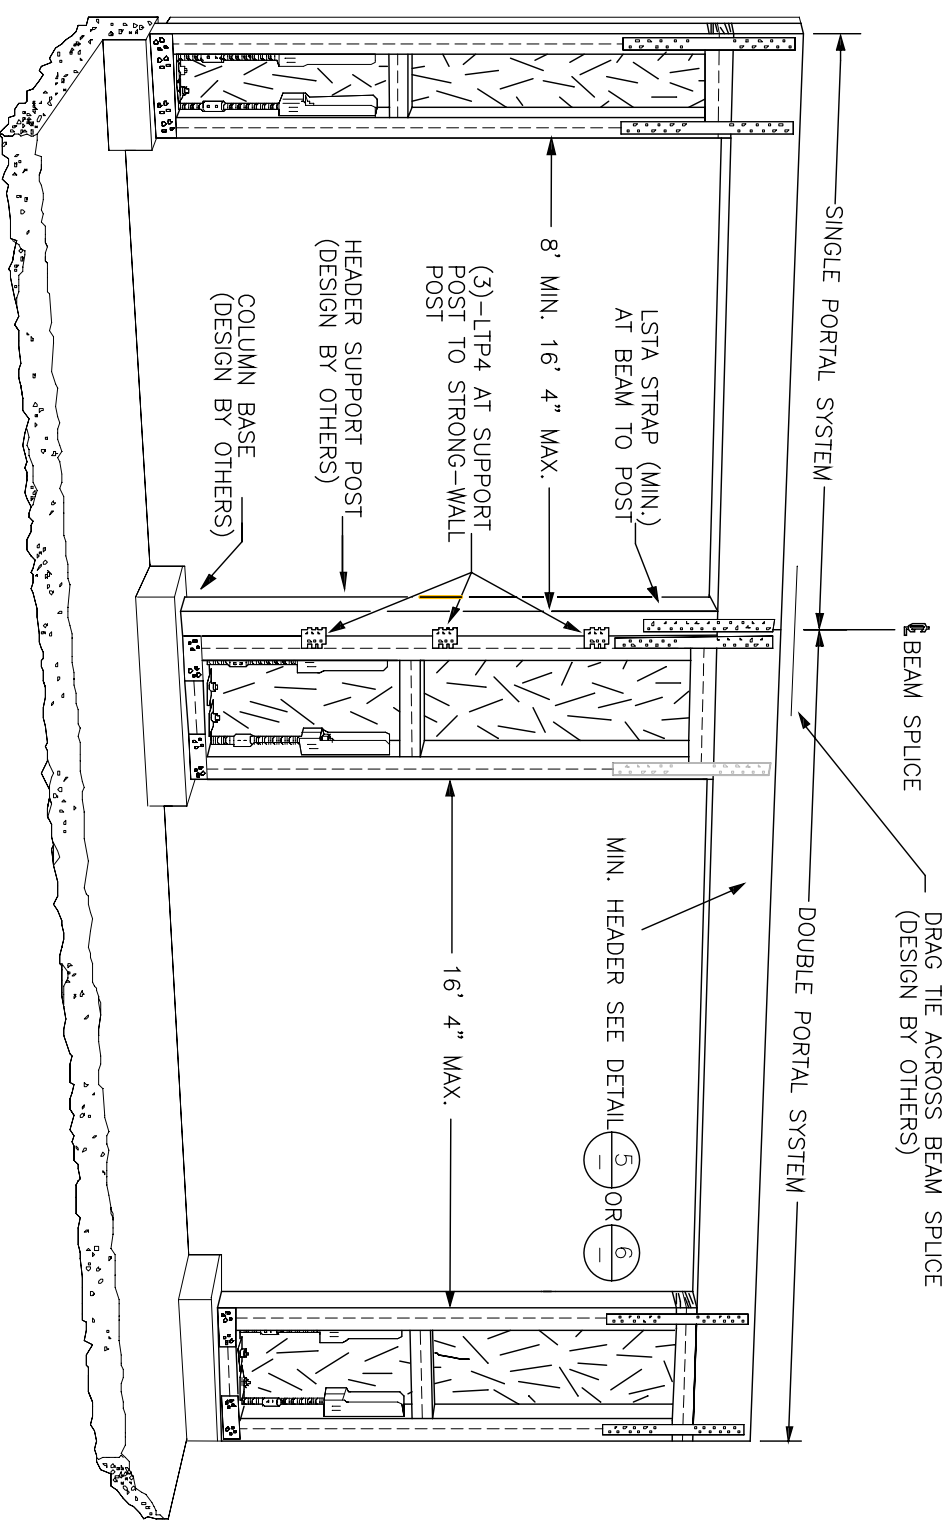 SINGLE PORTAL SYSTEM
℄ BEAM SPLICE
DRAG TIE ACROSS BEAM SPLICE
(DESIGN BY OTHERS)
DOUBLE PORTAL SYSTEM
LSTA STRAP (MIN.)
AT BEAM TO POST
8' MIN. 16' 4" MAX.
(3)-LTP4 AT SUPPORT
POST TO STRONG-WALL
POST
HEADER SUPPORT POST
(DESIGN BY OTHERS)
COLUMN BASE
(DESIGN BY OTHERS)
MIN. HEADER SEE DETAIL 5 – OR 6 –
16' 4" MAX.